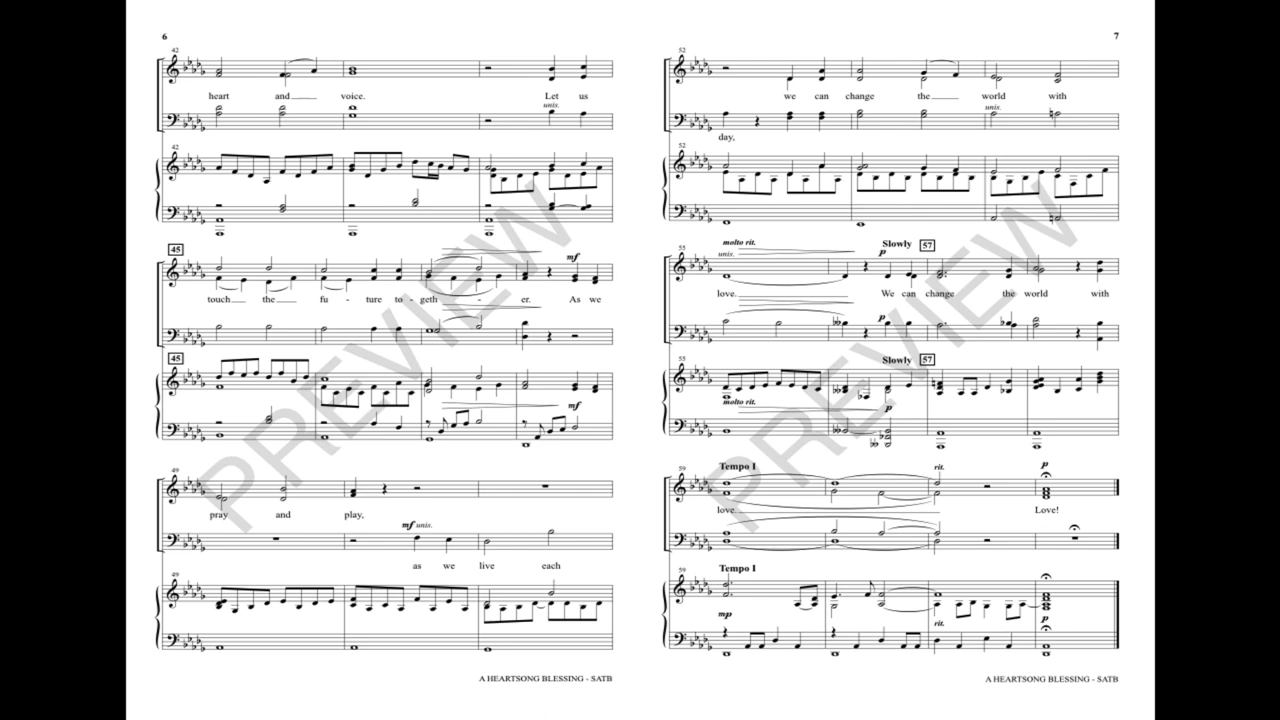 6
42
heart and voice. Let us
unis.
42
45
mf
touch the fu - ture to - geth - er. As we
45
mf
49
pray and play,
mf unis.
as we live each
49
A HEARTSONG BLESSING - SATB
7
52
we can change the world with
unis.
day,
52
molto rit. Slowly 57
55 unis. p
love. We can change the world with
p
55 Slowly 57
molto rit. p
Tempo I rit. p
59
love. Love!
Tempo I
59
mp rit. p
A HEARTSONG BLESSING - SATB
PREVIEW
PREVIEW